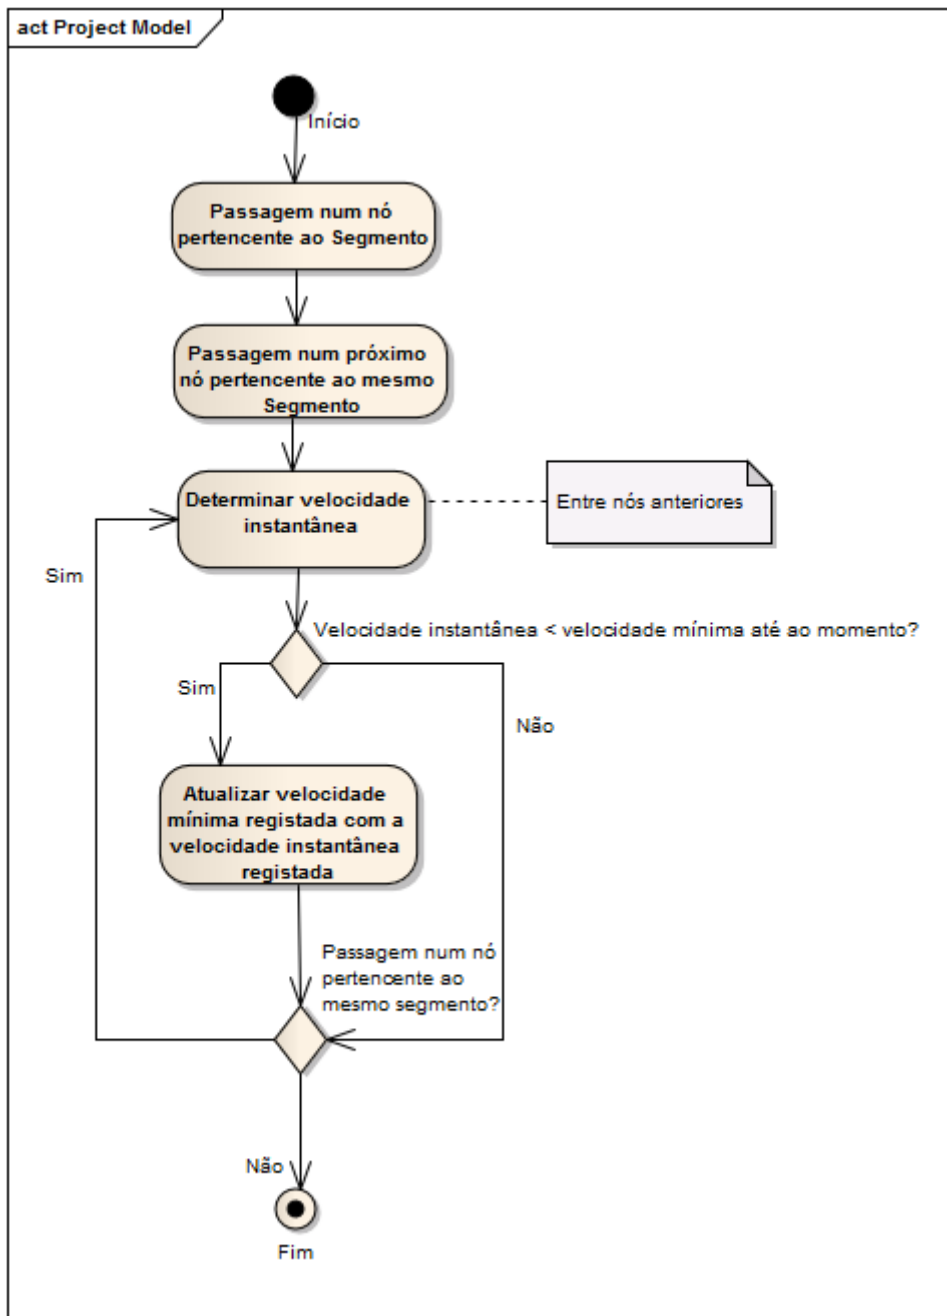 act Project Model
Início
Passagem num nó
pertencente ao Segmento
Passagem num próximo
nó pertencente ao mesmo
Segmento
Determinar velocidade
instantânea
Entre nós anteriores
Sim
Velocidade instantânea < velocidade mínima até ao momento?
Sim
Não
Atualizar velocidade
mínima registada com a
velocidade instantânea
registada
Passagem num nó
pertencente ao
mesmo segmento?
Não
Fim